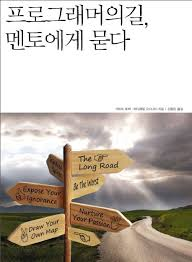 프로그래머의길,
멘토에게 묻다
The
Long Road
Be The Worst
Expose Your
Ignorance
Nurture Your
Passion
Draw Your
Own Map